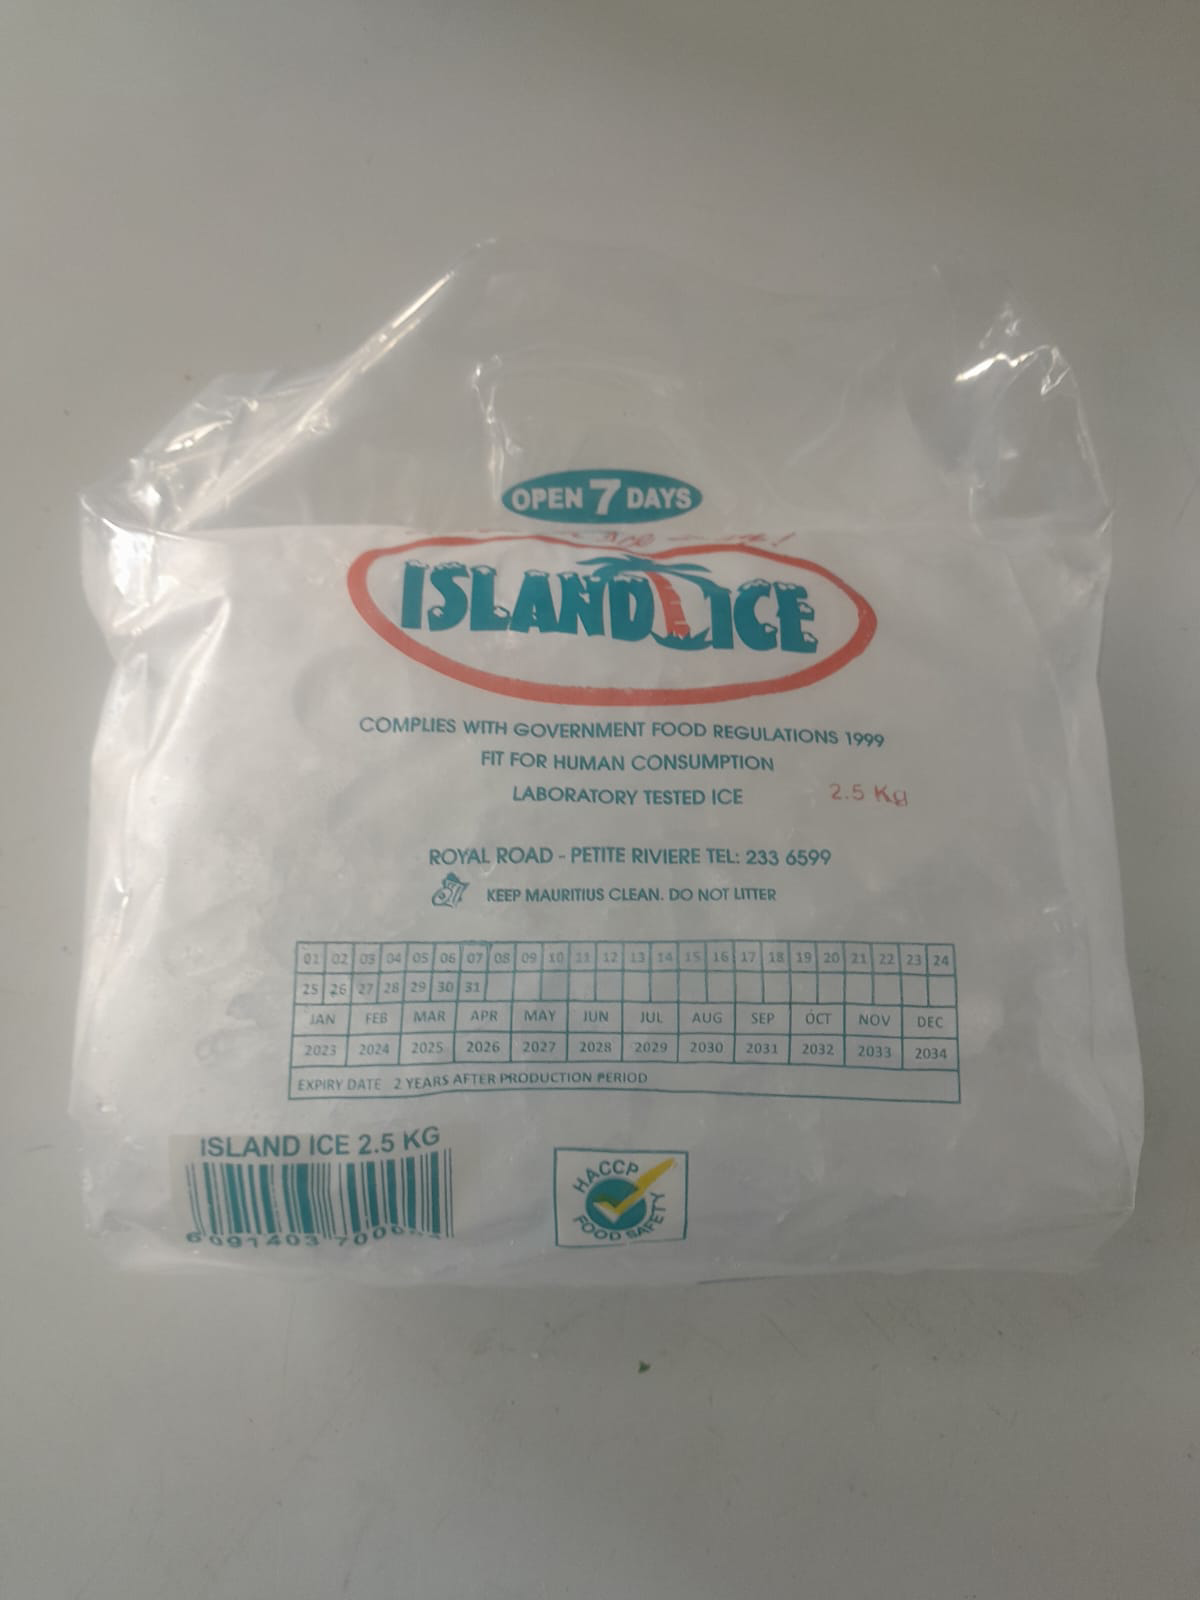 OPEN 7 DAYS
ISLAND ICE
COMPLIES WITH GOVERNMENT FOOD REGULATIONS 1999
FIT FOR HUMAN CONSUMPTION
LABORATORY TESTED ICE
2.5 Kg
ROYAL ROAD - PETITE RIVIERE TEL: 233 6599
KEEP MAURITIUS CLEAN. DO NOT LITTER
01 02 03 04 05 06 07 08 09 10 11 12 13 14 15 16 17 18 19 20 21 22 23 24
25 26 27 28 29 30 31
JAN FEB MAR APR MAY JUN JUL AUG SEP OCT NOV DEC
2023 2024 2025 2026 2027 2028 2029 2030 2031 2032 2033 2034
EXPIRY DATE 2 YEARS AFTER PRODUCTION PERIOD
ISLAND ICE 2.5 KG
6 091403
HACCP
FOOD SAFETY